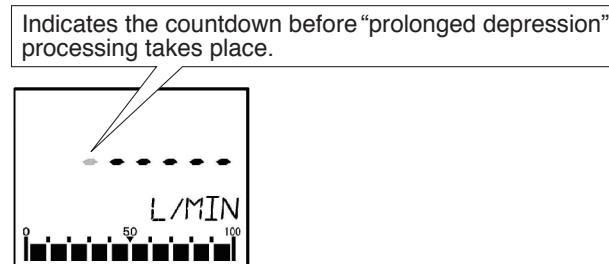 Indicates the countdown before “prolonged depression”
processing takes place.
------
L/MIN
0 50 100